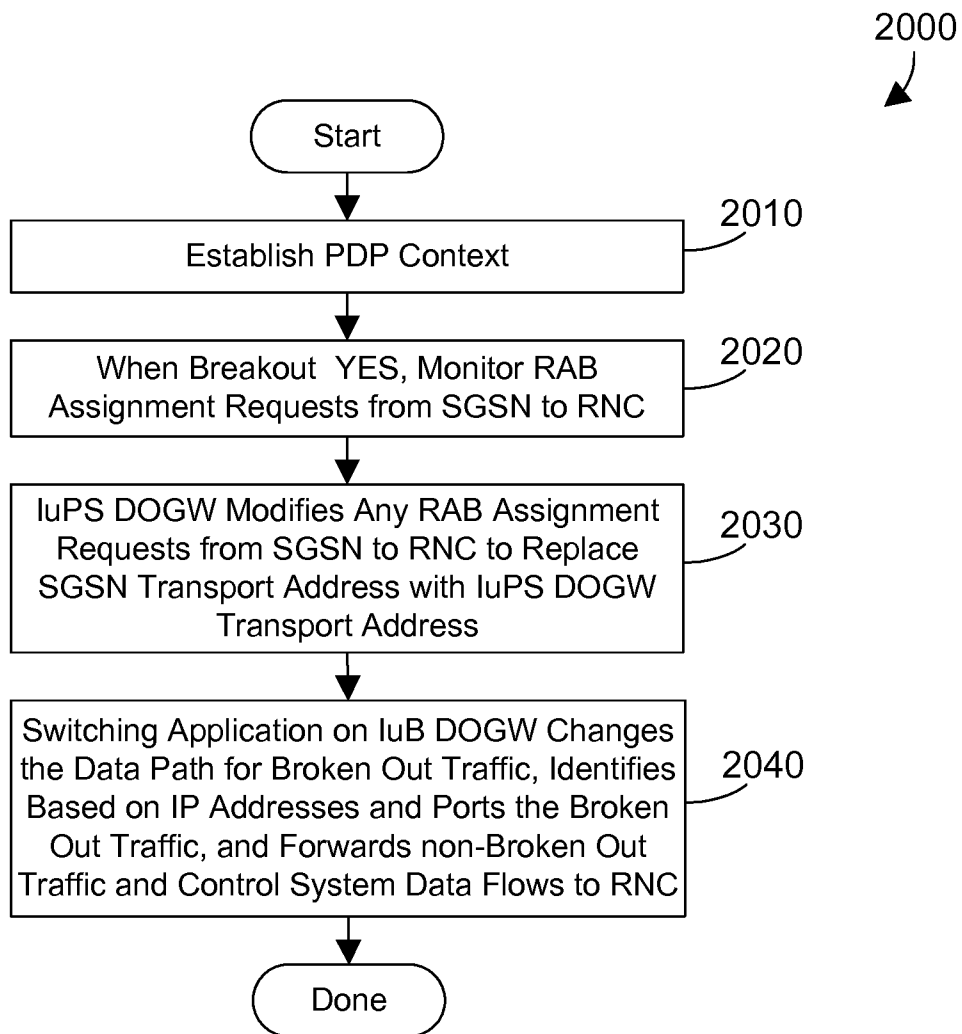 2000
Start
2010
Establish PDP Context
2020
When Breakout YES, Monitor RAB
Assignment Requests from SGSN to RNC
2030
IuPS DOGW Modifies Any RAB Assignment
Requests from SGSN to RNC to Replace
SGSN Transport Address with IuPS DOGW
Transport Address
2040
Switching Application on IuB DOGW Changes
the Data Path for Broken Out Traffic, Identifies
Based on IP Addresses and Ports the Broken
Out Traffic, and Forwards non-Broken Out
Traffic and Control System Data Flows to RNC
Done